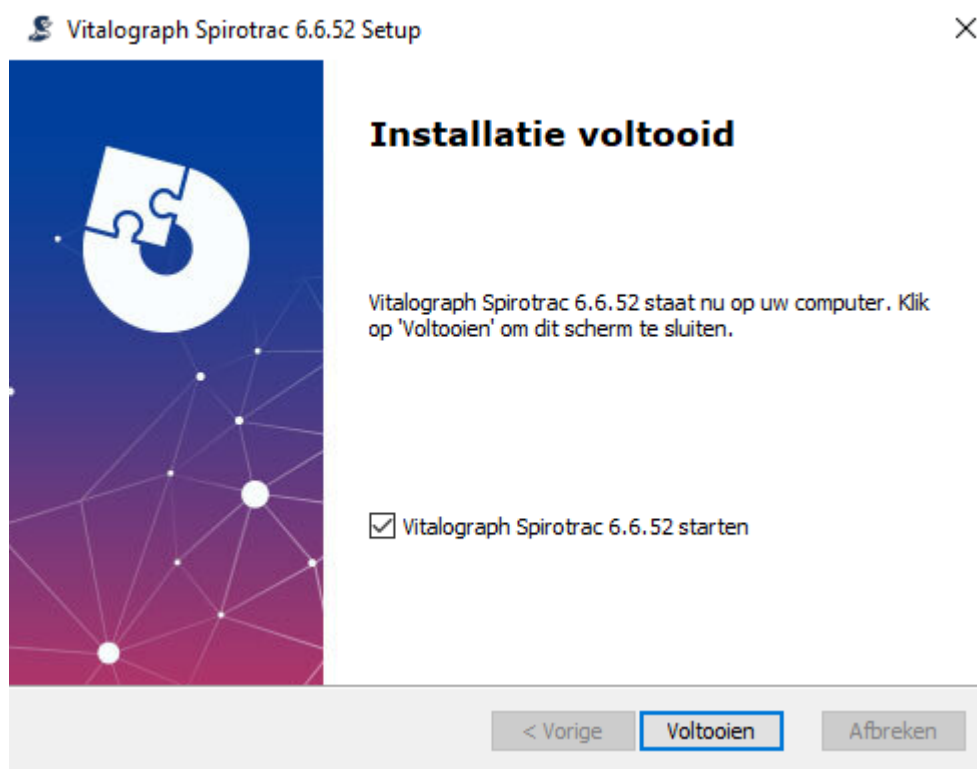 Vitalograph Spirotrac 6.6.52 Setup
Installatie voltooid
Vitalograph Spirotrac 6.6.52 staat nu op uw computer. Klik
op 'Voltooien' om dit scherm te sluiten.
Vitalograph Spirotrac 6.6.52 starten
< Vorige Voltooien Afbreken